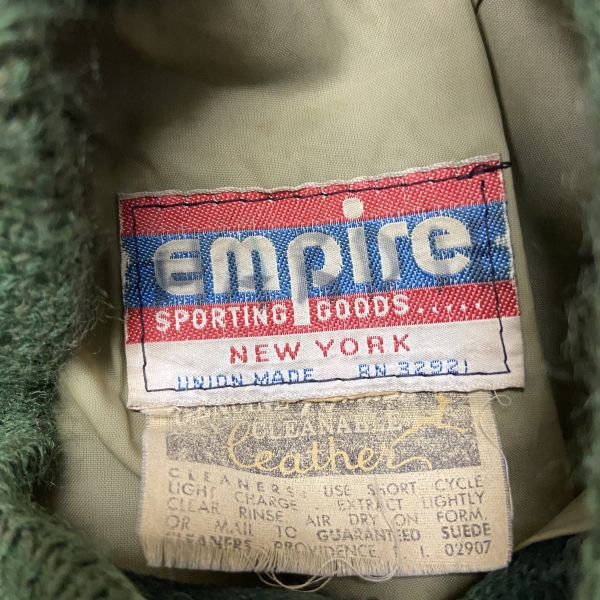 empire
SPORTING GOODS.....
NEW YORK
UNION MADE RN 32921
CLEANABLE
Leather
CLEANERS: USE SHORT CYCLE
LIGHT CHARGE. EXTRACT LIGHTLY
CLEAR RINSE AIR DRY ON FORM.
OR MAIL TO GUARANTEED SUEDE
CLEANERS PROVIDENCE, I. 02907